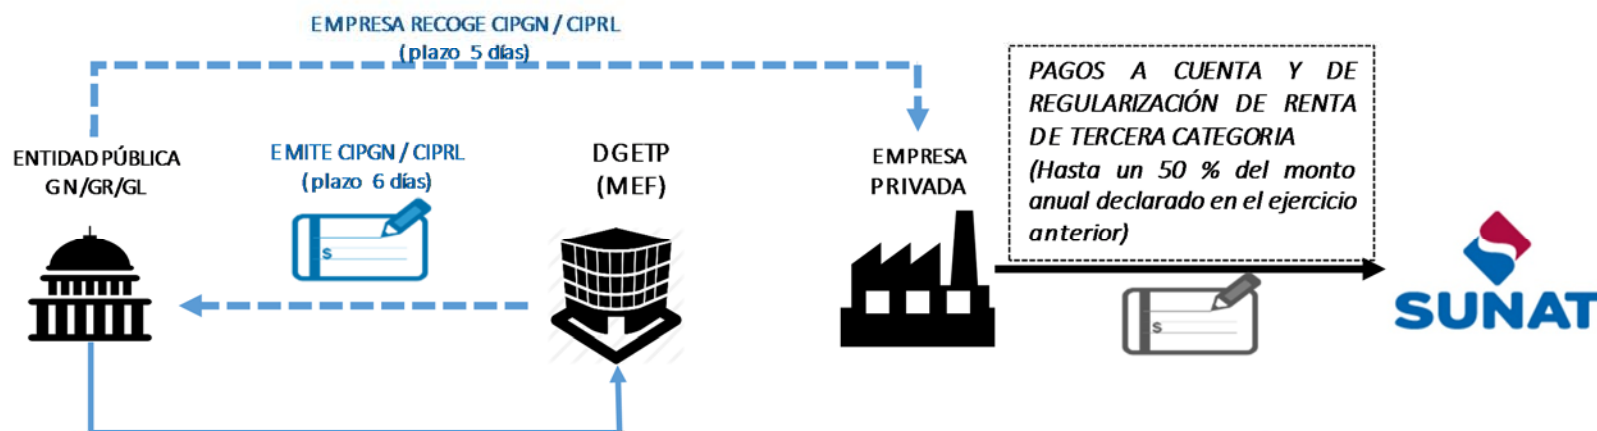 EMPRESA RECOGE CIPGN / CIPRL
(plazo 5 días)
ENTIDAD PÚBLICA
GN/GR/GL
EMITE CIPGN / CIPRL
(plazo 6 días)
$
DGETP
(MEF)
EMPRESA
PRIVADA
PAGOS A CUENTA Y DE
REGULARIZACIÓN DE RENTA
DE TERCERA CATEGORIA
(Hasta un 50 % del monto
anual declarado en el ejercicio
anterior)
$
SUNAT